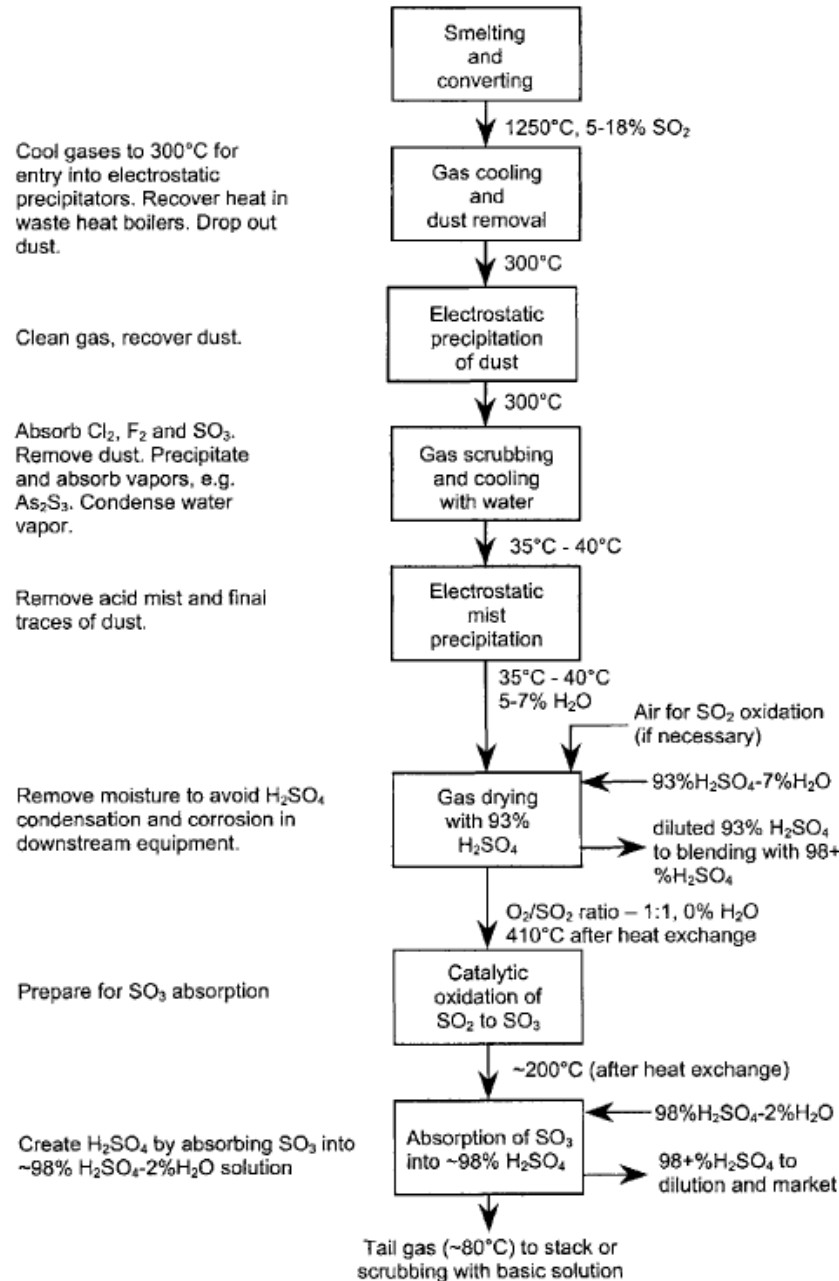 Smelting
and
converting
1250°C, 5-18% SO₂
Cool gases to 300°C for
entry into electrostatic
precipitators. Recover heat in
waste heat boilers. Drop out
dust.
Gas cooling
and
dust removal
300°C
Clean gas, recover dust.
Electrostatic
precipitation
of dust
300°C
Absorb Cl₂, F₂ and SO₃.
Remove dust. Precipitate
and absorb vapors, e.g.
As₂S₃. Condense water
vapor.
Gas scrubbing
and cooling
with water
35°C - 40°C
Remove acid mist and final
traces of dust.
Electrostatic
mist
precipitation
35°C - 40°C
5-7% H₂O
Air for SO₂ oxidation
(if necessary)
Remove moisture to avoid H₂SO₄
condensation and corrosion in
downstream equipment.
Gas drying
with 93%
H₂SO₄
93%H₂SO₄-7%H₂O
diluted 93% H₂SO₄
to blending with 98+
%H₂SO₄
O₂/SO₂ ratio – 1:1, 0% H₂O
410°C after heat exchange
Prepare for SO₃ absorption
Catalytic
oxidation of
SO₂ to SO₃
~200°C (after heat exchange)
Create H₂SO₄ by absorbing SO₃ into
~98% H₂SO₄-2%H₂O solution
Absorption of SO₃
into ~98% H₂SO₄
98%H₂SO₄-2%H₂O
98+%H₂SO₄ to
dilution and market
Tail gas (~80°C) to stack or
scrubbing with basic solution